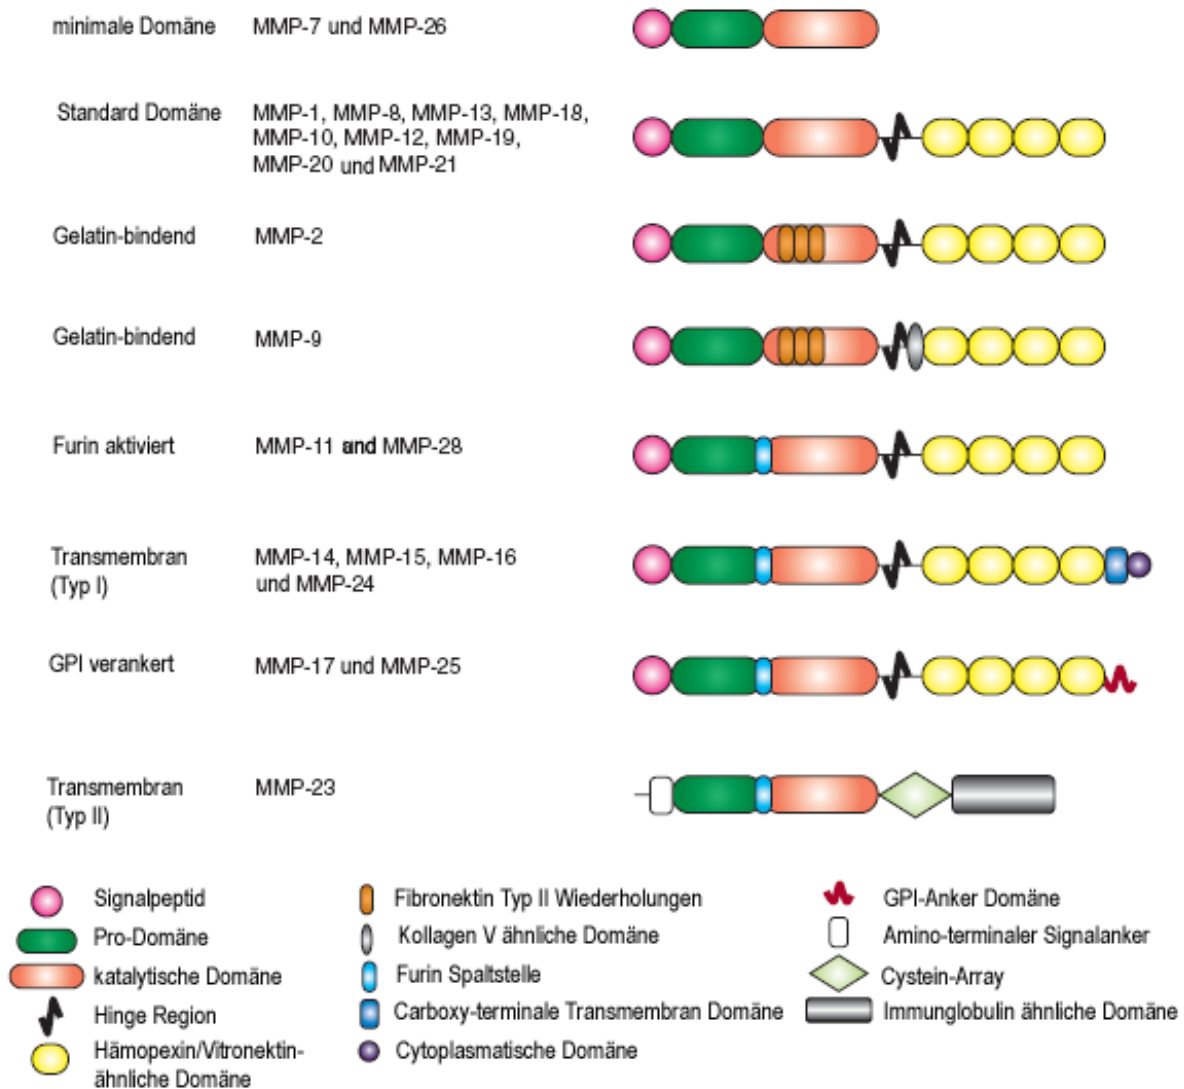 minimale Domäne MMP-7 und MMP-26
Standard Domäne MMP-1, MMP-8, MMP-13, MMP-18,
MMP-10, MMP-12, MMP-19,
MMP-20 und MMP-21
Gelatin-bindend MMP-2
Gelatin-bindend MMP-9
Furin aktiviert MMP-11 and MMP-28
Transmembran MMP-14, MMP-15, MMP-16
(Typ I) und MMP-24
GPI verankert MMP-17 und MMP-25
Transmembran MMP-23
(Typ II)
Signalpeptid
Pro-Domäne
katalytische Domäne
Hinge Region
Hämopexin/Vitronektin-
ähnliche Domäne
Fibronektin Typ II Wiederholungen
Kollagen V ähnliche Domäne
Furin Spaltstelle
Carboxy-terminale Transmembran Domäne
Cytoplasmatische Domäne
GPI-Anker Domäne
Amino-terminaler Signalanker
Cystein-Array
Immunglobulin ähnliche Domäne